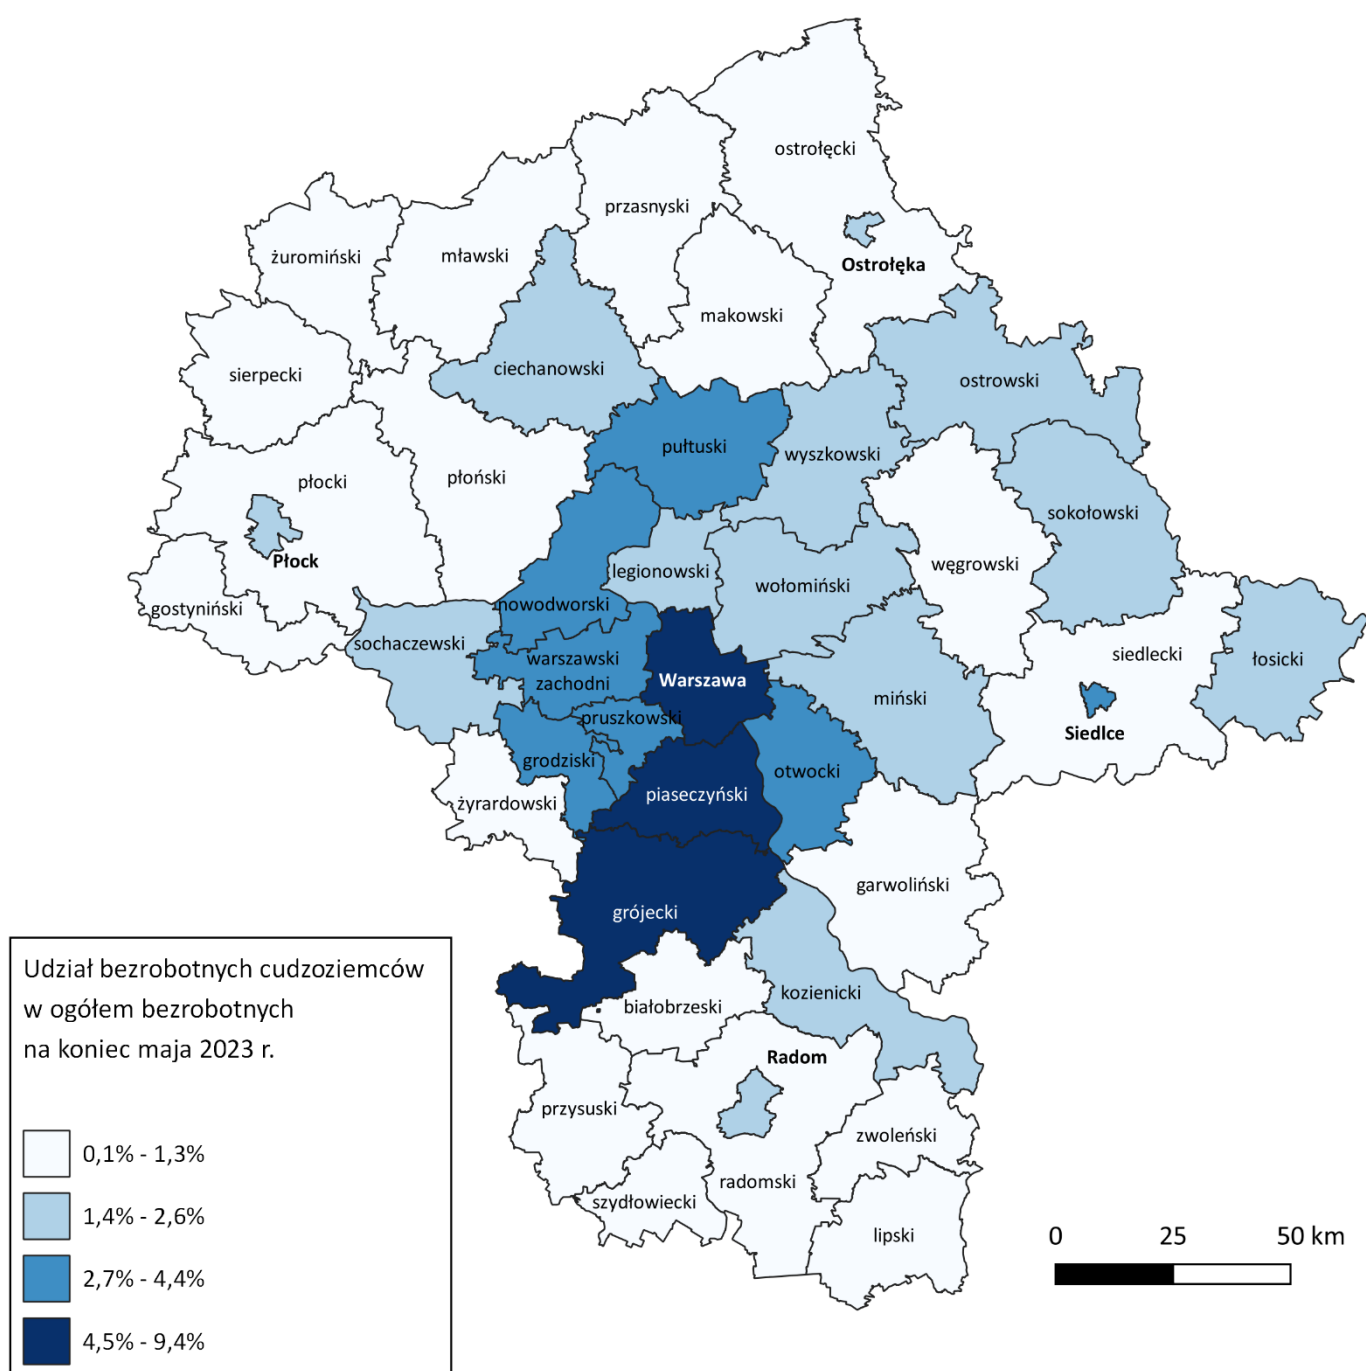 ostrołęcki
przasnyski
żuromiński
mławski
Ostrołęka
makowski
sierpecki
ciechanowski
ostrowski
pułtuski
wyszkowski
płocki
płoński
sokołowski
Płock
legionowski
wołomiński
węgrowski
gostyniński
nowodworski
sochaczewski
warszawski
zachodni
Warszawa
siedlecki
łosicki
miński
pruszkowski
Siedlce
grodziski
otwocki
piaseczyński
żyrardowski
garwoliński
grójecki
kozienicki
białobrzeski
Radom
przysuski
zwoleński
radomski
szydłowiecki
lipski
Udział bezrobotnych cudzoziemców
w ogółem bezrobotnych
na koniec maja 2023 r.
0,1% - 1,3%
1,4% - 2,6%
2,7% - 4,4%
4,5% - 9,4%
0 25 50 km